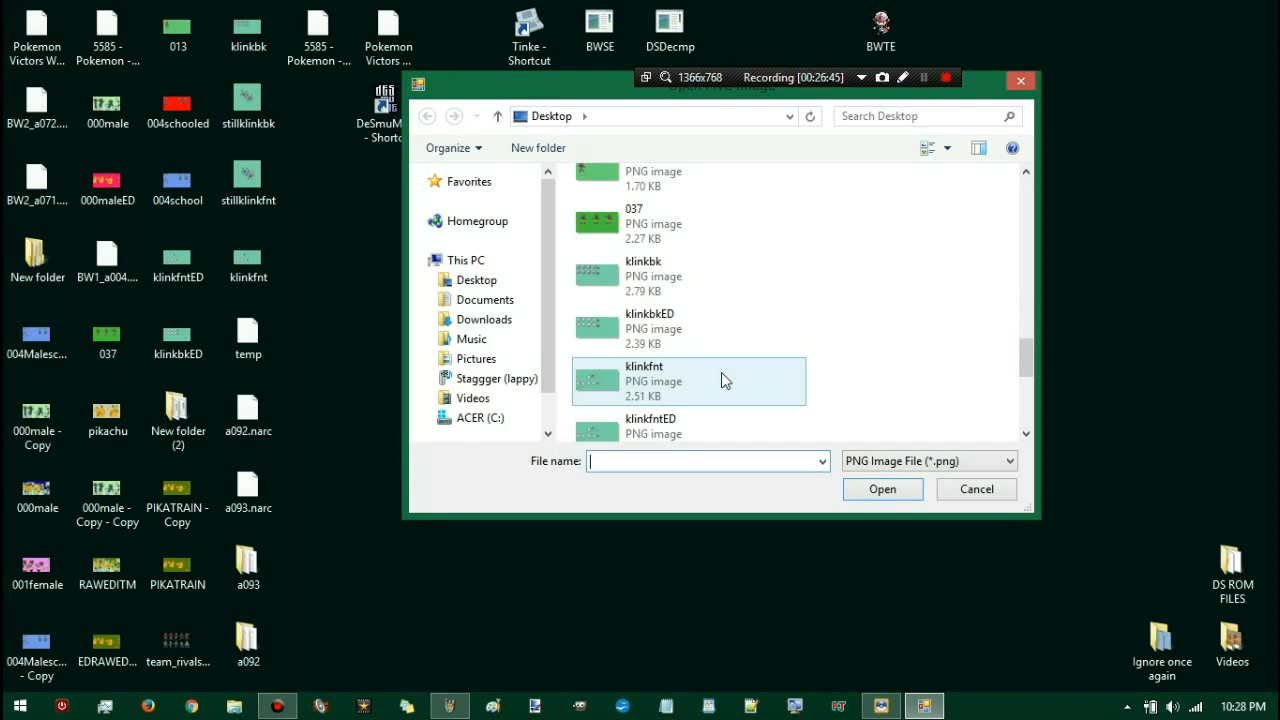 Pokemon
Victors W...
5585 -
Pokemon -...
013
klinkbk
5585 -
Pokemon -...
Pokemon
Victors ...
Tinke -
Shortcut
BWSE
DSDecmp
BWTE
1366x768
Recording [00:26:45]
BW2_a072....
000male
004schooled
stillklinkbk
DeSmuM
- Shorto
Desktop
Search Desktop
Organize
New folder
BW2_a071....
000maleED
004school
stillklinkfnt
Favorites
Homegroup
This PC
Desktop
Documents
Downloads
Music
Pictures
Staggger (lappy)
Videos
ACER (C:)
PNG image
1.70 KB
037
PNG image
2.27 KB
klinkbk
PNG image
2.79 KB
klinkbkED
PNG image
2.39 KB
klinkfnt
PNG image
2.51 KB
klinkfntED
PNG image
File name:
PNG Image File (*.png)
Open
Cancel
New folder
BW1_a004....
klinkfntED
klinkfnt
004Malesc...
037
klinkbkED
temp
000male -
Copy
pikachu
New folder
(2)
a092.narc
000male
000male -
Copy - Copy
PIKATRAIN -
Copy
a093.narc
001female
RAWEDITM
PIKATRAIN
a093
004Malesc...
- Copy
EDRAWED...
team_rivals...
a092
DS ROM
FILES
Ignore once
again
Videos
10:28 PM